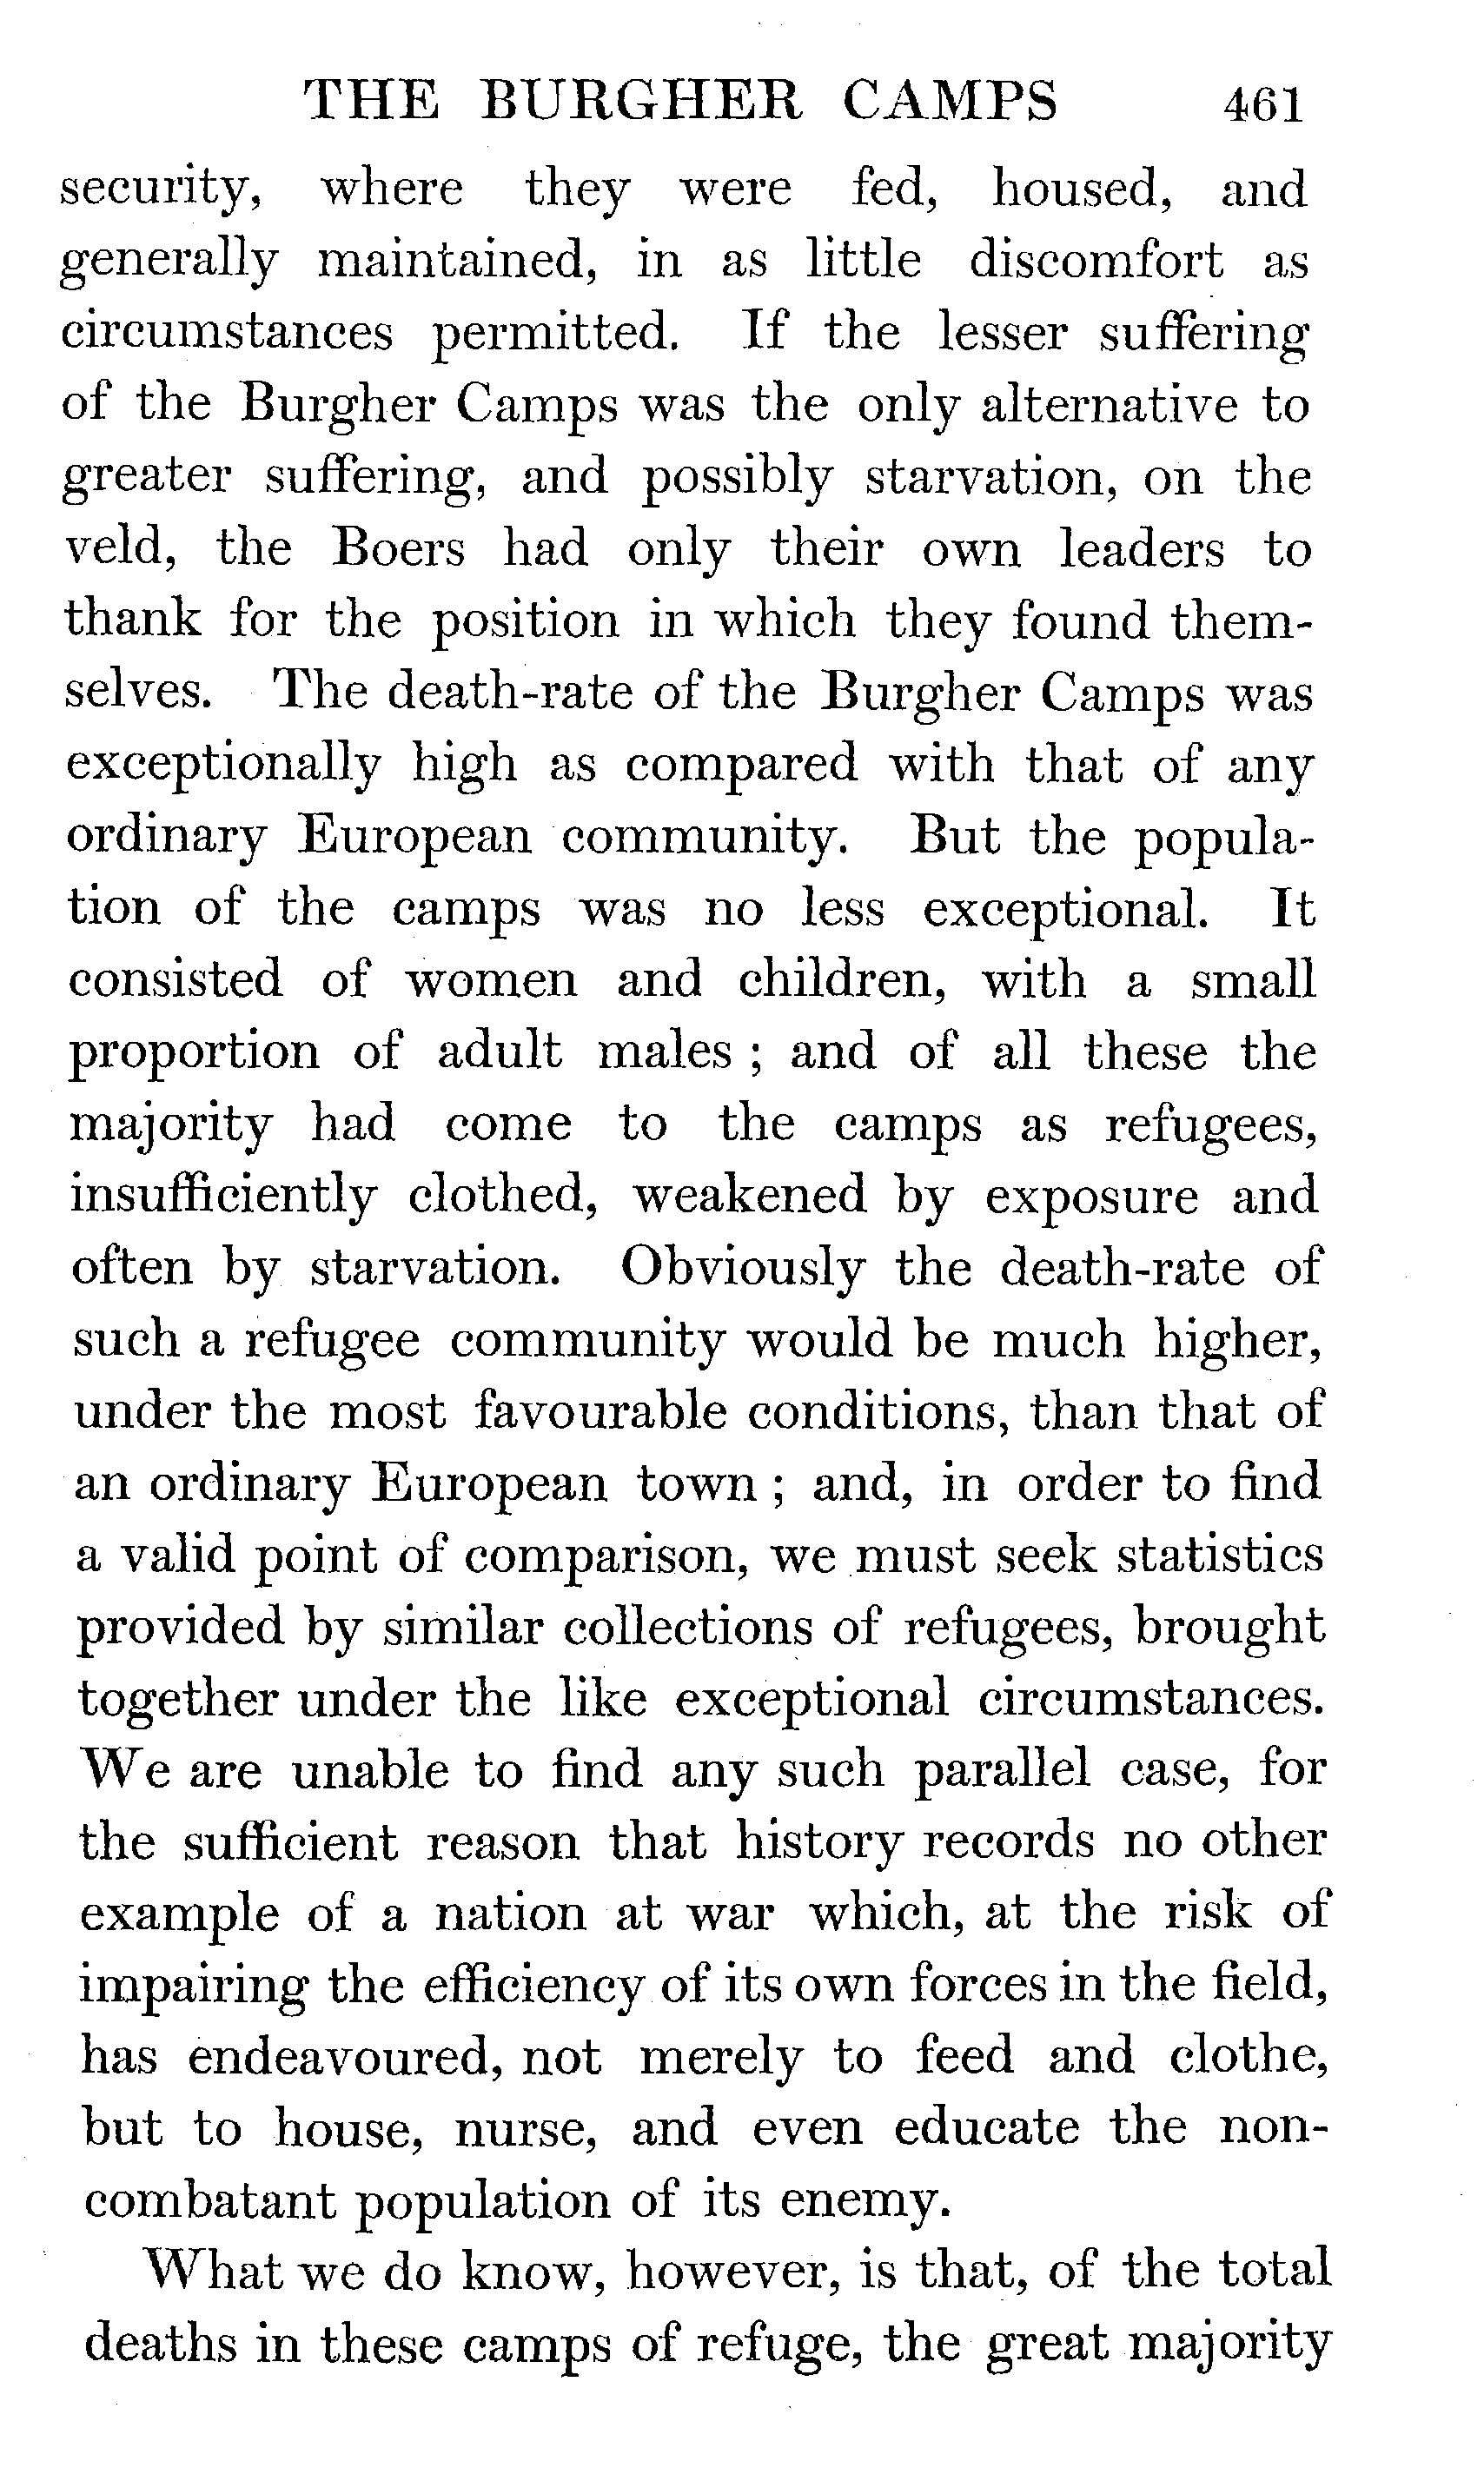 THE BURGHER CAMPS 461
security, where they were fed, housed, and
generally maintained, in as little discomfort as
circumstances permitted. If the lesser suffering
of the Burgher Camps was the only alternative to
greater suffering, and possibly starvation, on the
veld, the Boers had only their own leaders to
thank for the position in which they found them-
selves. The death-rate of the Burgher Camps was
exceptionally high as compared with that of any
ordinary European community. But the popula-
tion of the camps was no less exceptional. It
consisted of women and children, with a small
proportion of adult males ; and of all these the
majority had come to the camps as refugees,
insufficiently clothed, weakened by exposure and
often by starvation. Obviously the death-rate of
such a refugee community would be much higher,
under the most favourable conditions, than that of
an ordinary European town ; and, in order to find
a valid point of comparison, we must seek statistics
provided by similar collections of refugees, brought
together under the like exceptional circumstances.
We are unable to find any such parallel case, for
the sufficient reason that history records no other
example of a nation at war which, at the risk of
impairing the efficiency of its own forces in the field,
has endeavoured, not merely to feed and clothe,
but to house, nurse, and even educate the non-
combatant population of its enemy.
What we do know, however, is that, of the total
deaths in these camps of refuge, the great majority